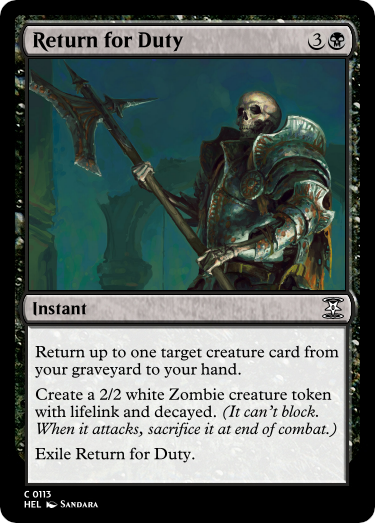 Return for Duty 3
Instant
Return up to one target creature card from
your graveyard to your hand.
Create a 2/2 white Zombie creature token
with lifelink and decayed. (It can't block.
When it attacks, sacrifice it at end of combat.)
Exile Return for Duty.
C 0113
HEL Sandara